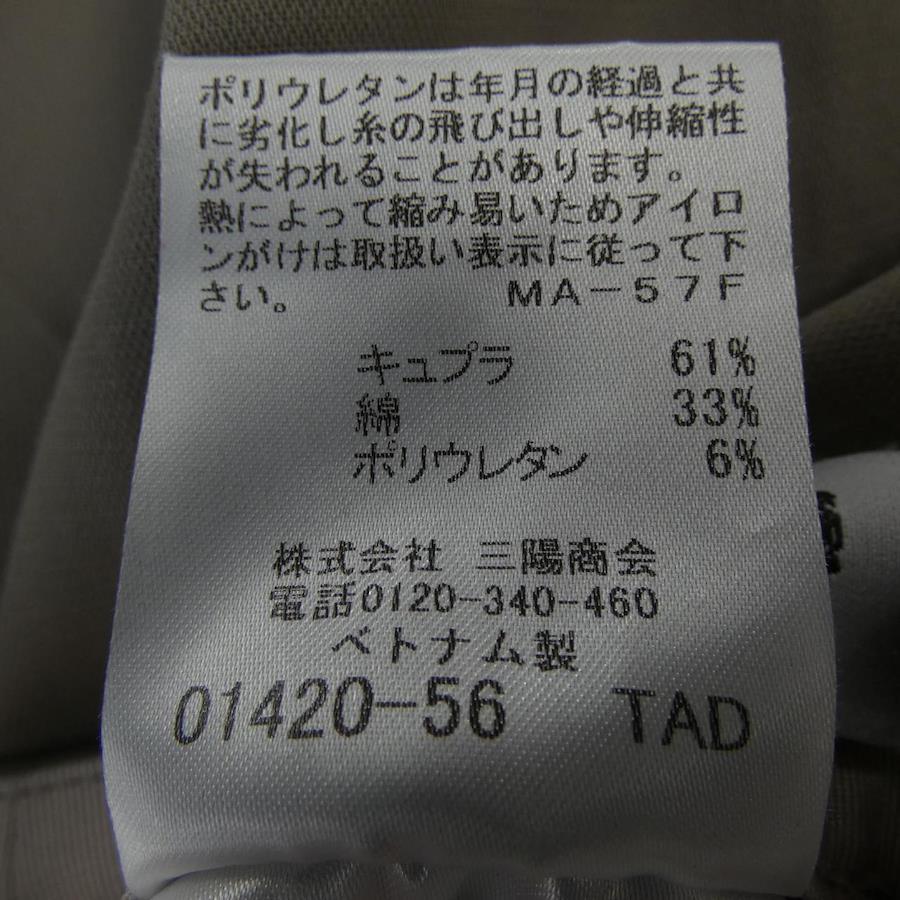 ポリウレタンは年月の経過と共
に劣化し糸の飛び出しや伸縮性
が失われることがあります。
熱によって縮み易いためアイロ
ンがけは取扱い表示に従って下
さい。 MA-57F
キュプラ 61%
綿 33%
ポリウレタン 6%
株式会社 三陽商会
電話0120-340-460
ベトナム製
01420-56 TAD